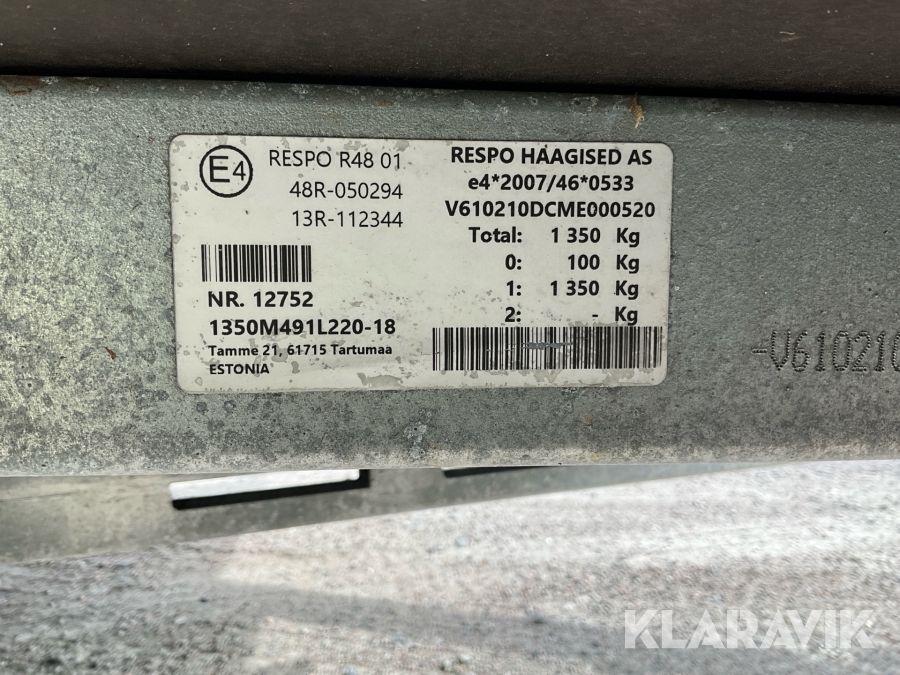 E4
RESPO R48 01
48R-050294
13R-112344
NR. 12752
1350M491L220-18
Tamme 21, 61715 Tartumaa
ESTONIA
RESPO HAAGISED AS
e4*2007/46*0533
V610210DCME000520
Total: 1 350 Kg
0: 100 Kg
1: 1 350 Kg
2: - Kg
-V610210
KLARAVIK